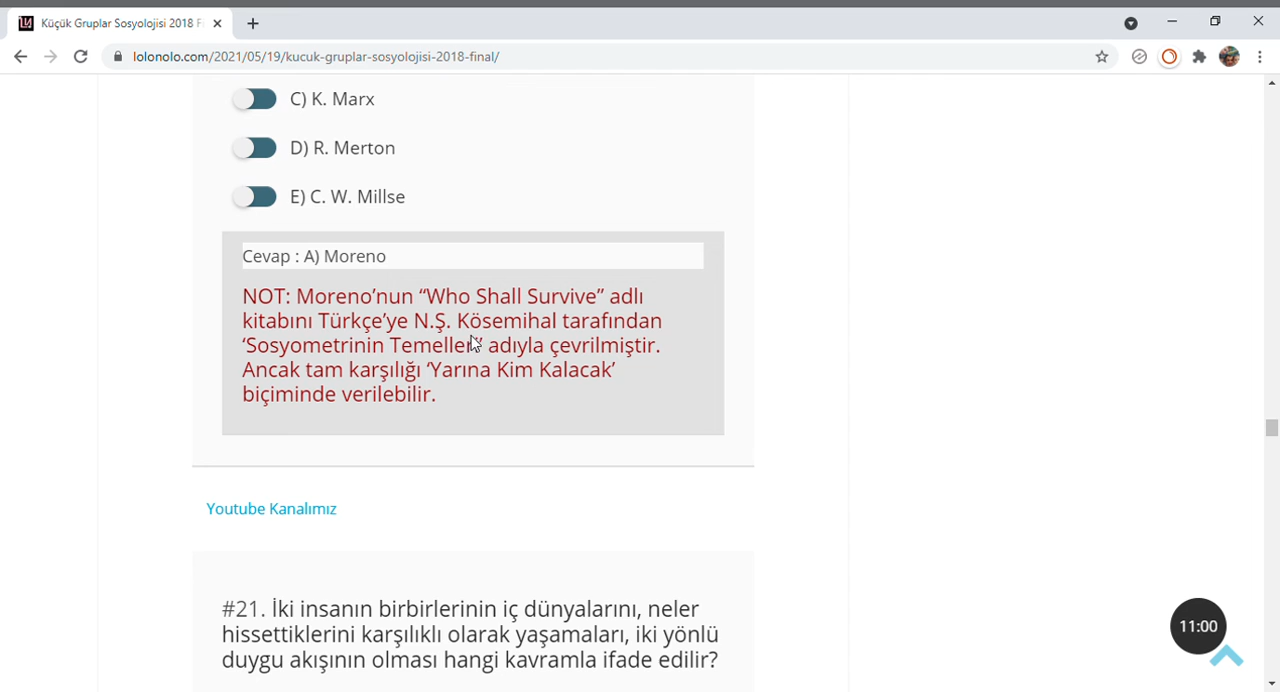 Küçük Gruplar Sosyolojisi 2018 F
lolonolo.com/2021/05/19/kucuk-gruplar-sosyolojisi-2018-final/
C) K. Marx
D) R. Merton
E) C. W. Millse
Cevap : A) Moreno
NOT: Moreno’nun “Who Shall Survive” adlı
kitabını Türkçe’ye N.Ş. Kösemihal tarafından
‘Sosyometrinin Temelleri’ adıyla çevrilmiştir.
Ancak tam karşılığı ‘Yarına Kim Kalacak’
biçiminde verilebilir.
Youtube Kanalımız
#21. İki insanın birbirlerinin iç dünyalarını, neler
hissettiklerini karşılıklı olarak yaşamaları, iki yönlü
duygu akışının olması hangi kavramla ifade edilir?
11:00